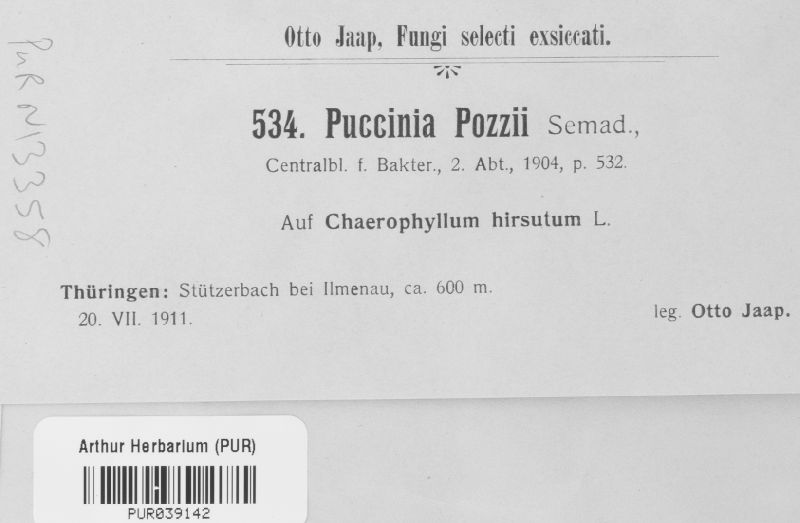 Otto Jaap, Fungi selecti exsiccati.
534. Puccinia Pozzii Semad.,
Centralbl. f. Bakter., 2. Abt., 1904, p. 532.
Auf Chaerophyllum hirsutum L.
Thüringen: Stützerbach bei Ilmenau, ca. 600 m.
20. VII. 1911.
leg. Otto Jaap.
PUR N13358
Arthur Herbarium (PUR)
PUR039142